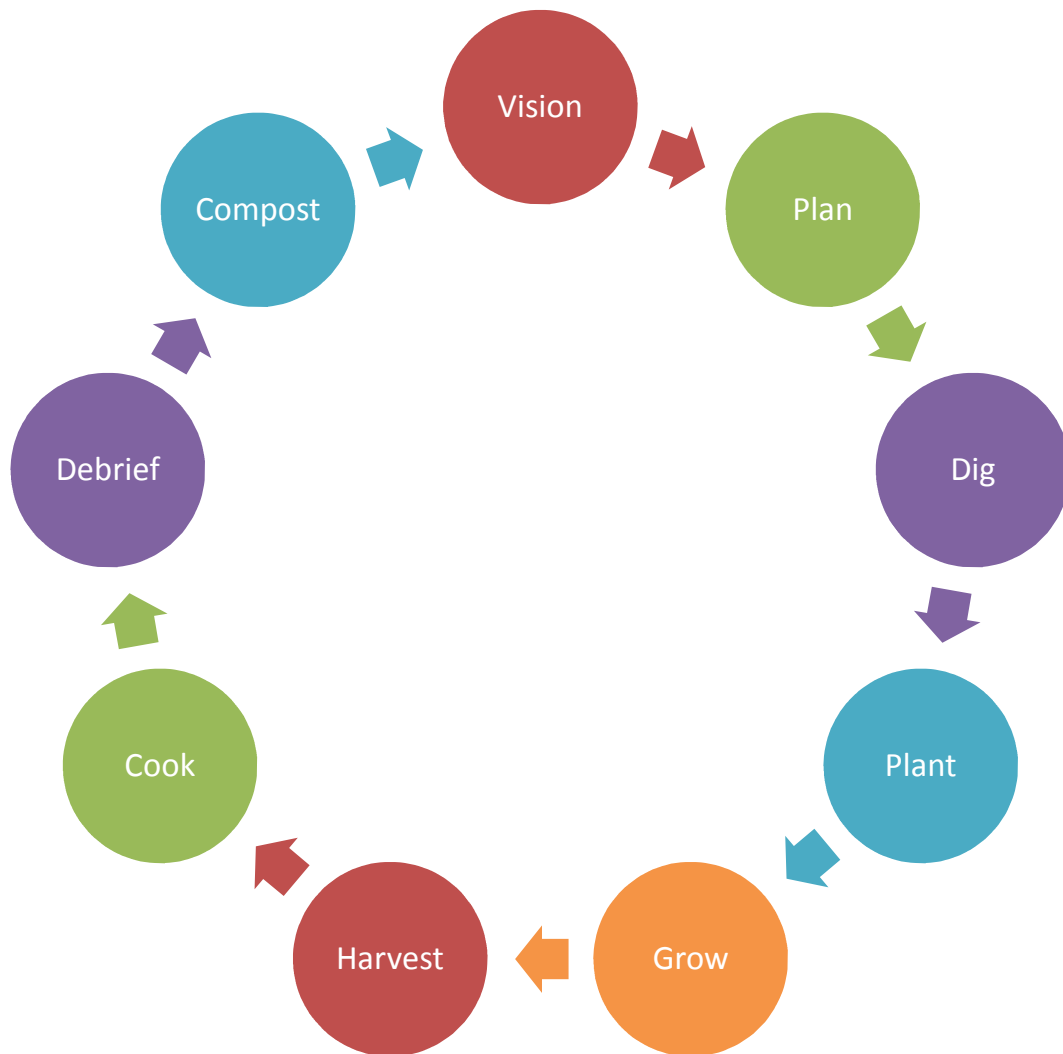 Vision
Plan
Dig
Plant
Grow
Harvest
Cook
Debrief
Compost